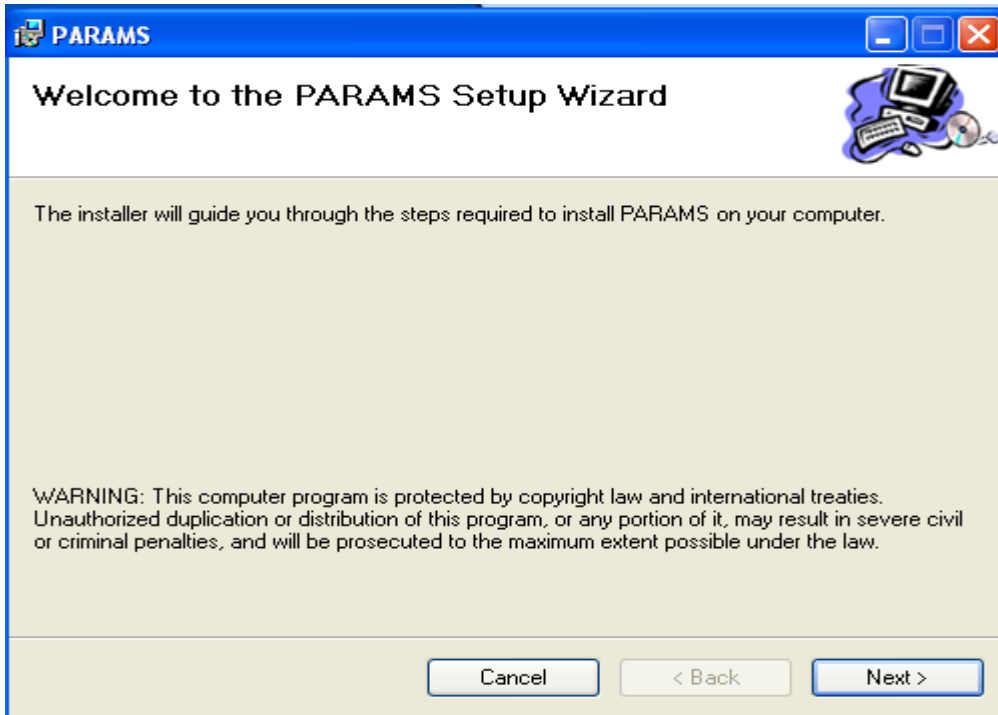 PARAMS
Welcome to the PARAMS Setup Wizard
The installer will guide you through the steps required to install PARAMS on your computer.
WARNING: This computer program is protected by copyright law and international treaties.
Unauthorized duplication or distribution of this program, or any portion of it, may result in severe civil
or criminal penalties, and will be prosecuted to the maximum extent possible under the law.
Cancel
< Back
Next >